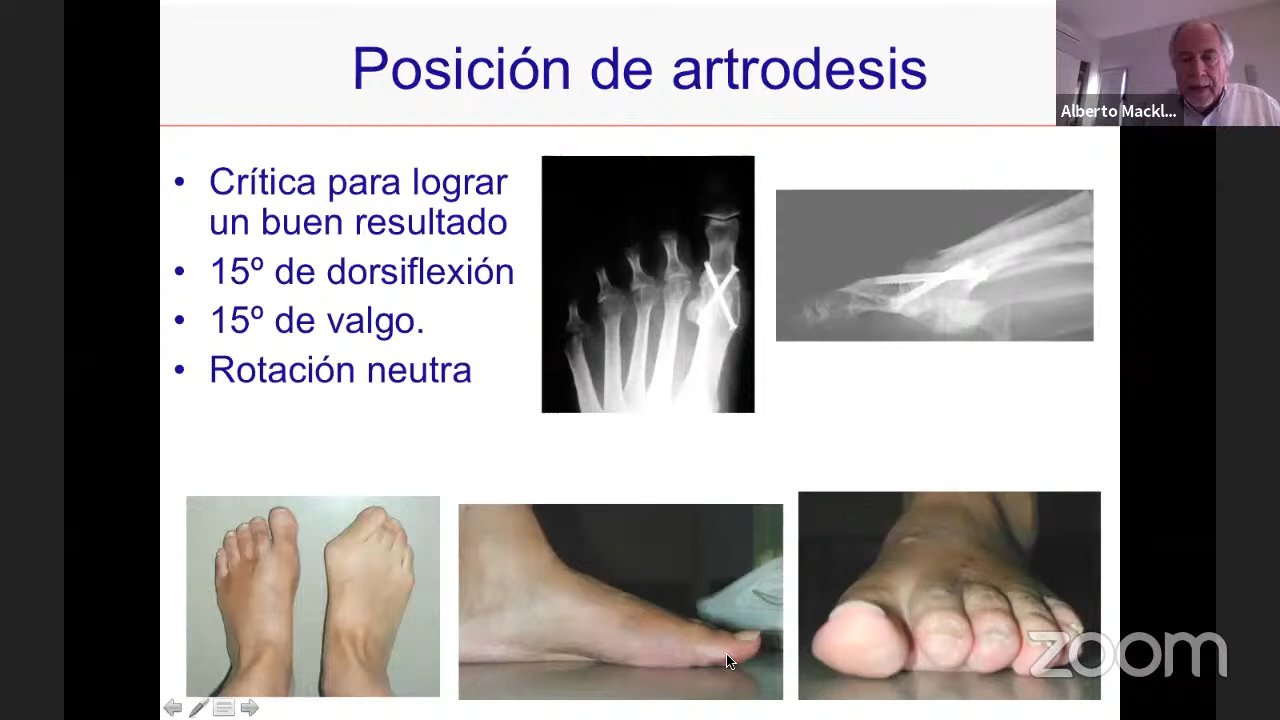 Posición de artrodesis
Alberto Mackl...
• Crítica para lograr
un buen resultado
• 15º de dorsiflexión
• 15º de valgo.
• Rotación neutra
zoom